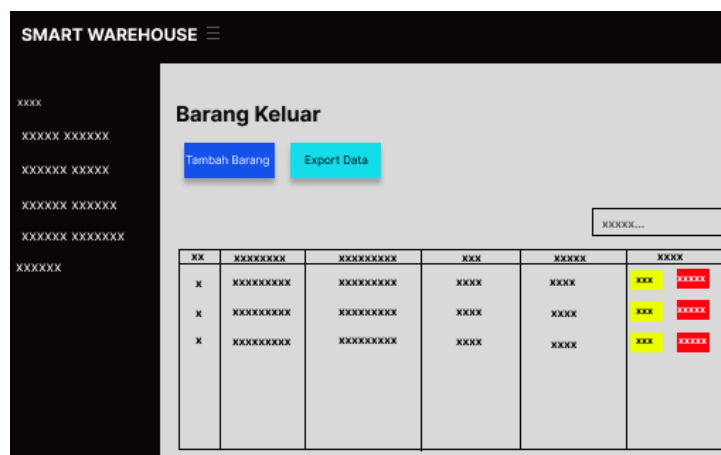 SMART WAREHOUSE
xxxx
xxxxx xxxxxx
xxxxxx xxxxx
xxxxxx xxxxxx
xxxxxx xxxxxxx
xxxxxx
Barang Keluar
Tambah Barang Export Data
xxxxx...
xx xxxxxxxx xxxxxxxxx xxx xxxxx xxxx
x xxxxxxxxx xxxxxxxxx xxxx xxxx xxx xxxxx
x xxxxxxxxx xxxxxxxxx xxxx xxxx xxx xxxxx
x xxxxxxxxx xxxxxxxxx xxxx xxxx xxx xxxxx